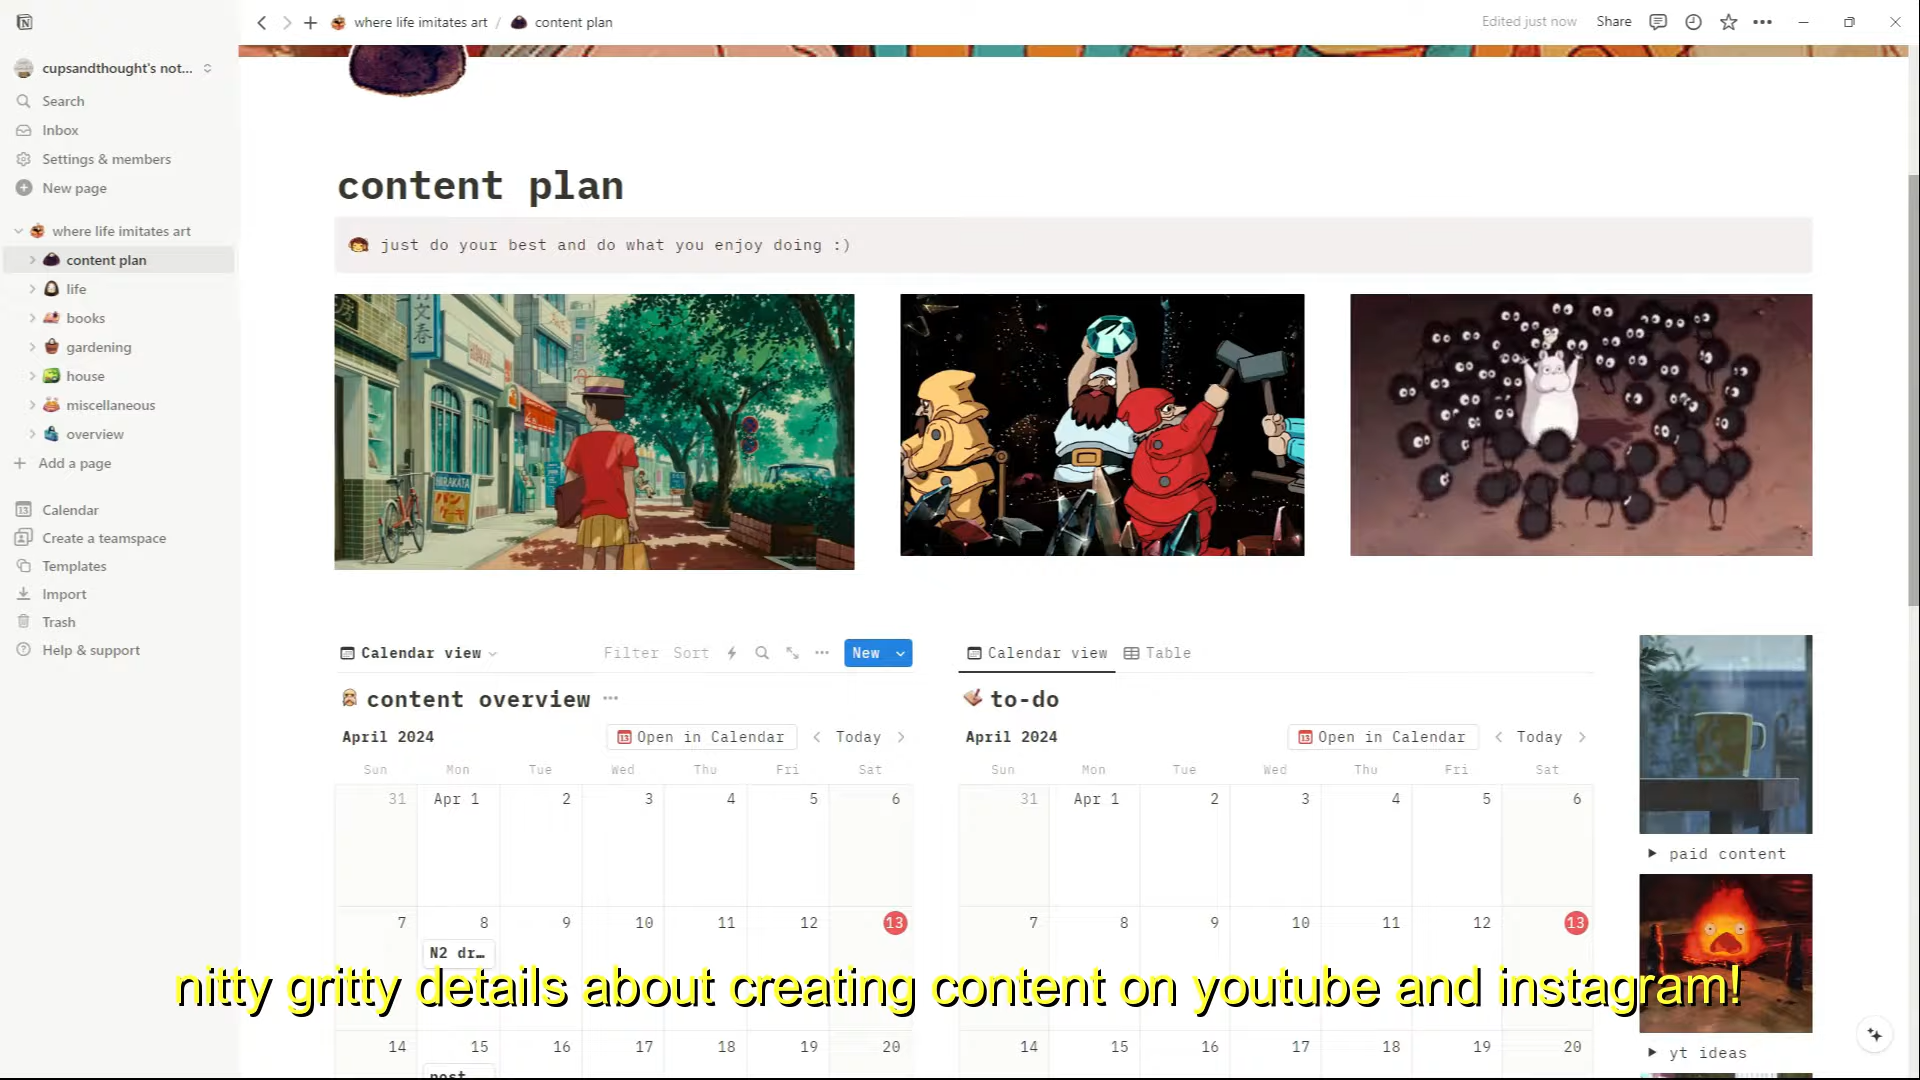 where life imitates art / content plan
Edited just now
Share
cupsandthought's not...
Search
Inbox
Settings & members
New page
where life imitates art
content plan
life
books
gardening
house
miscellaneous
overview
Add a page
Calendar
Create a teamspace
Templates
Import
Trash
Help & support
content plan
just do your best and do what you enjoy doing :)
文春
Calendar view
Filter Sort
New
content overview
April 2024
Open in Calendar
Today
Sun Mon Tue Wed Thu Fri Sat
31 Apr 1 2 3 4 5 6
7 8 9 10 11 12 13
N2 dr…
14 15 16 17 18 19 20
post
Calendar view
Table
to-do
April 2024
Open in Calendar
Today
Sun Mon Tue Wed Thu Fri Sat
31 Apr 1 2 3 4 5 6
7 8 9 10 11 12 13
14 15 16 17 18 19 20
paid content
yt ideas
nitty gritty details about creating content on youtube and instagram!